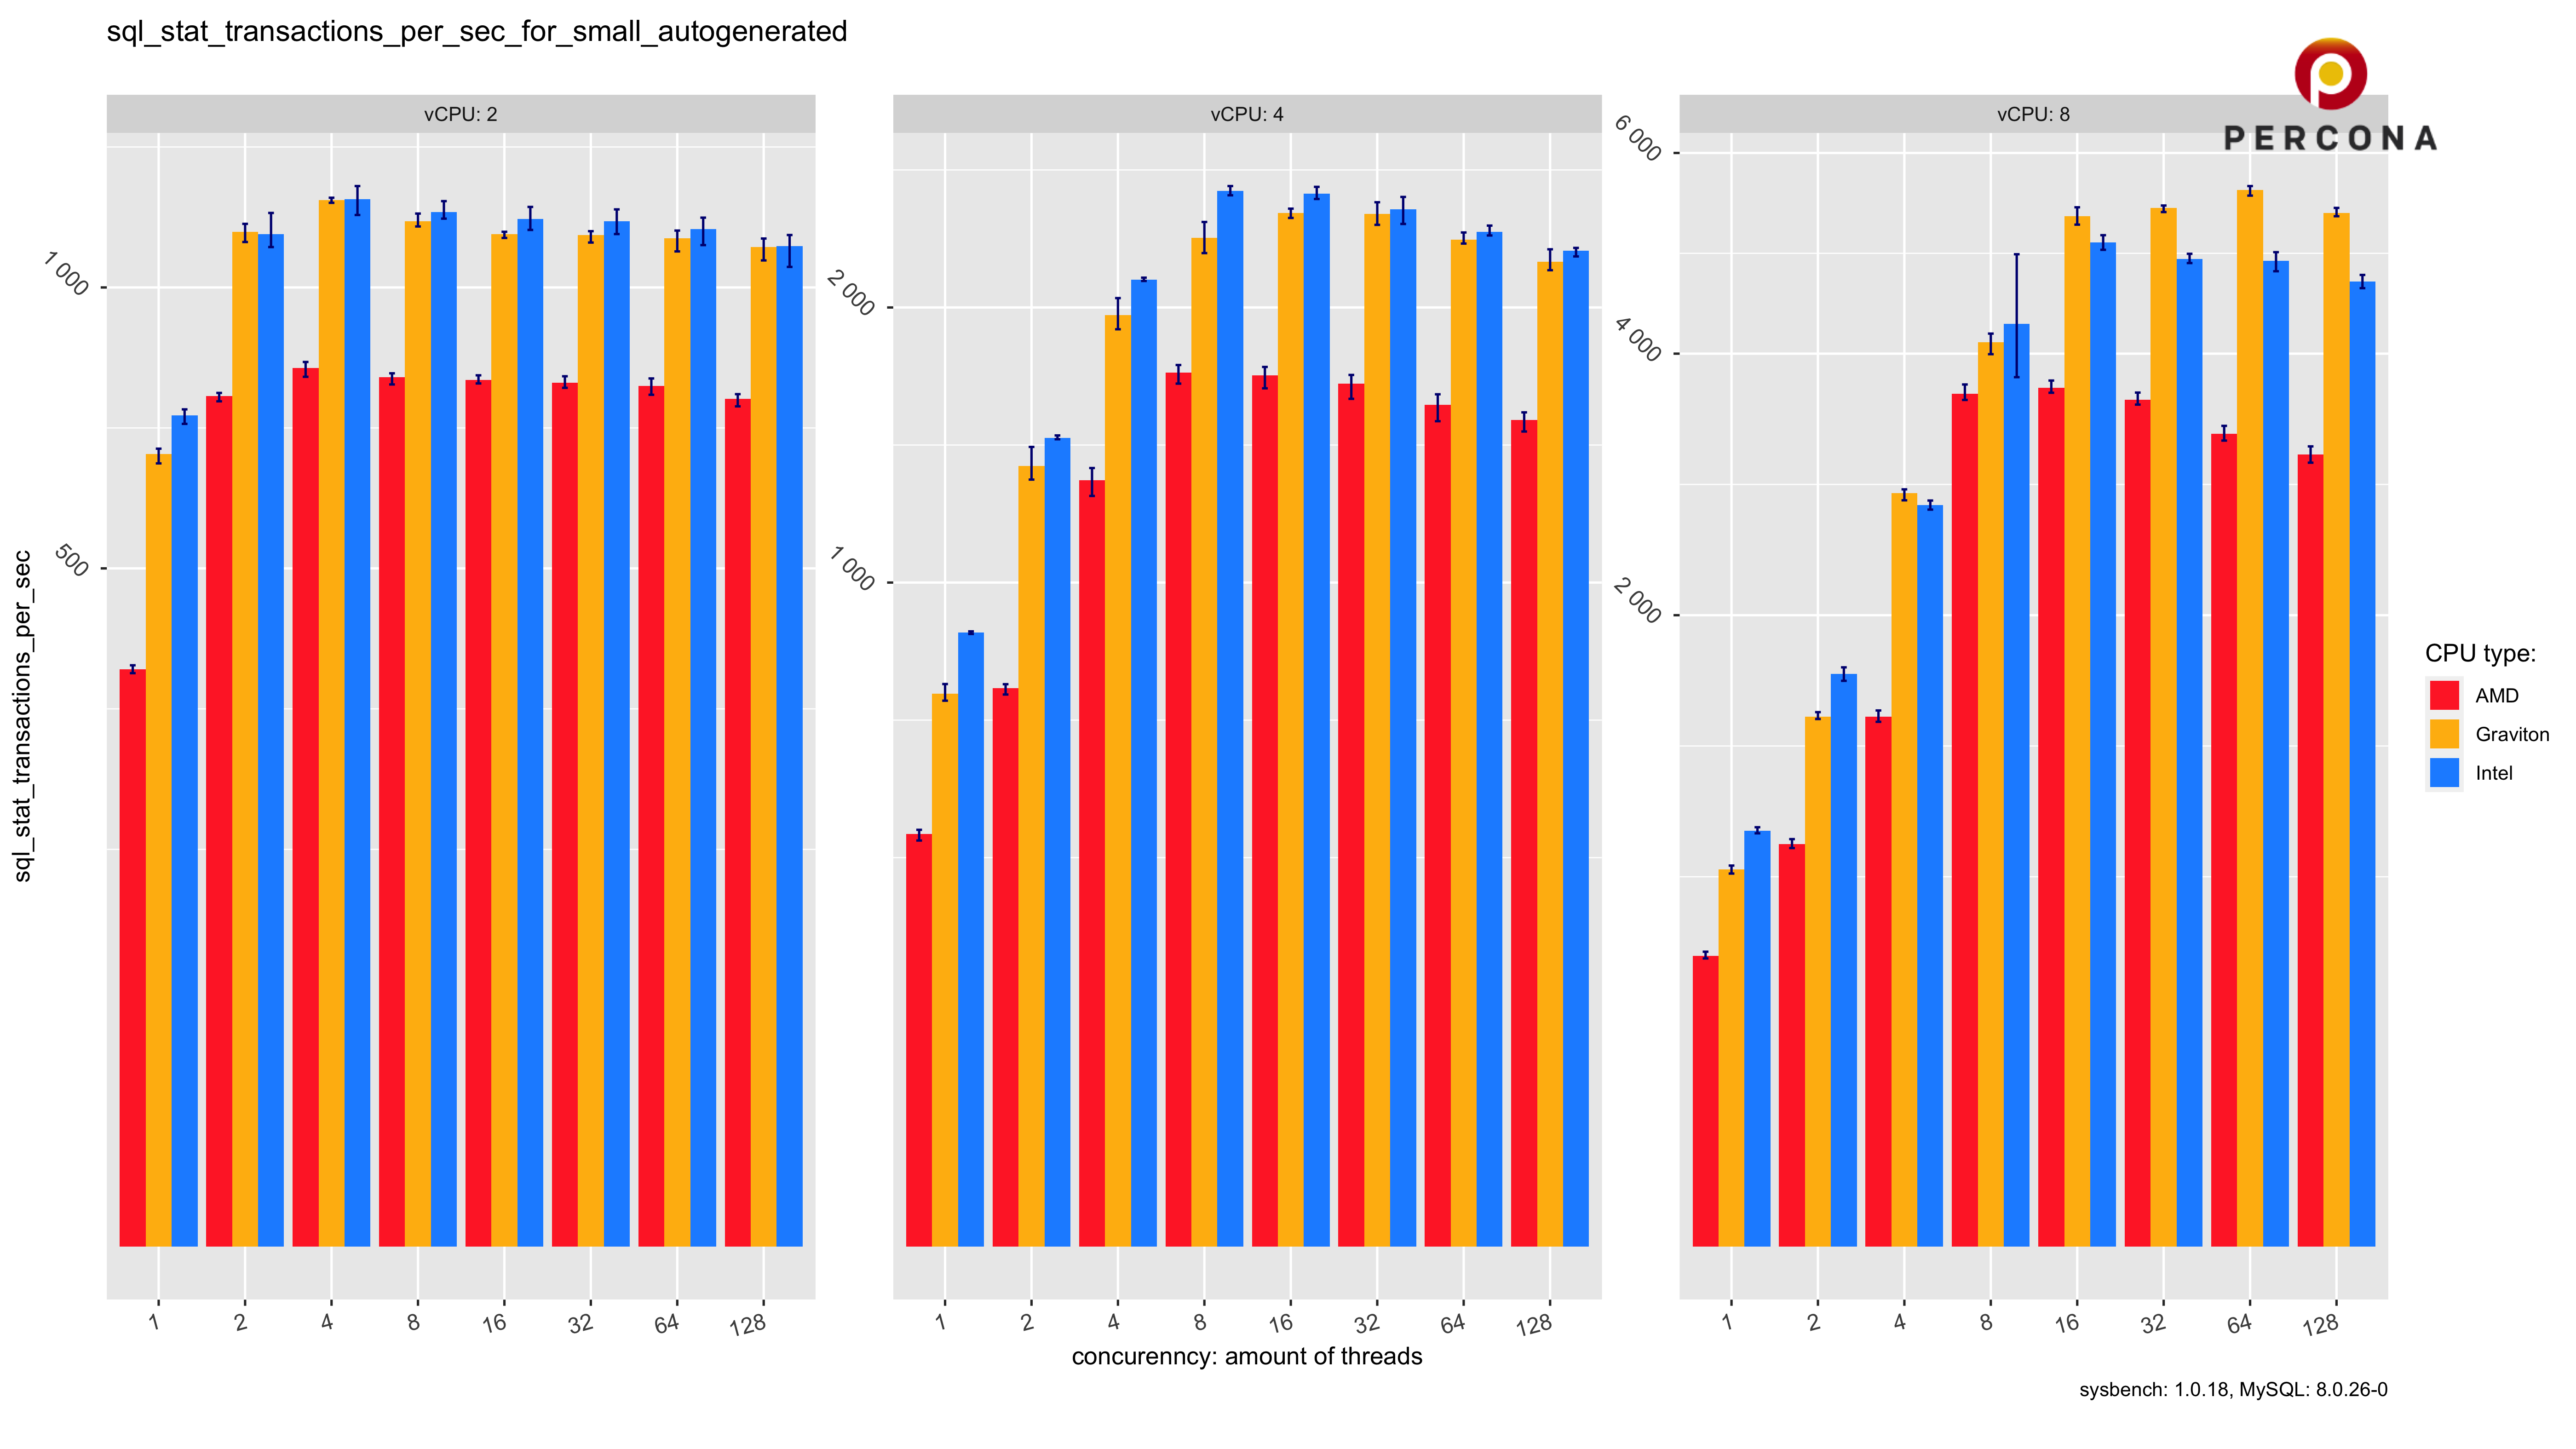 sql_stat_transactions_per_sec_for_small_autogenerated
PERCONA
vCPU: 2
vCPU: 4
vCPU: 8
sql_stat_transactions_per_sec
1 000
500
2 000
1 000
6 000
4 000
2 000
1 2 4 8 16 32 64 128
1 2 4 8 16 32 64 128
1 2 4 8 16 32 64 128
concurenncy: amount of threads
CPU type:
AMD
Graviton
Intel
sysbench: 1.0.18, MySQL: 8.0.26-0